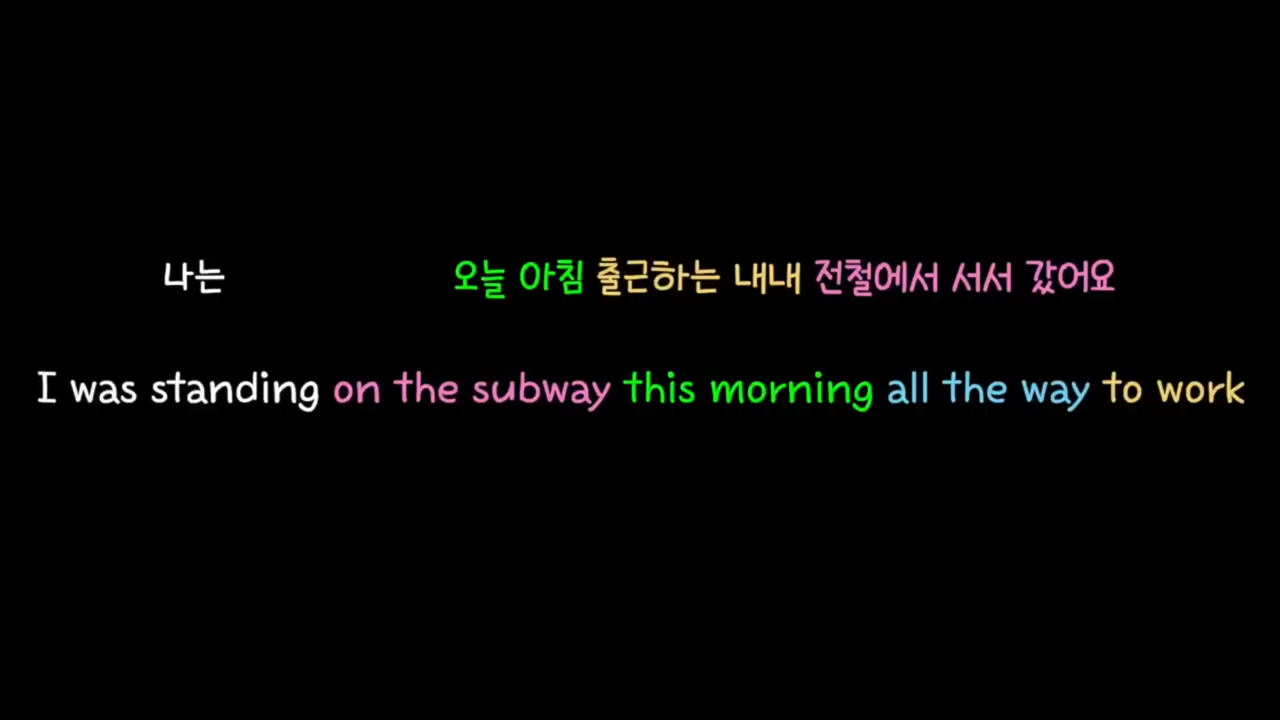 나는 오늘 아침 출근하는 내내 전철에서 서서 갔어요
I was standing on the subway this morning all the way to work